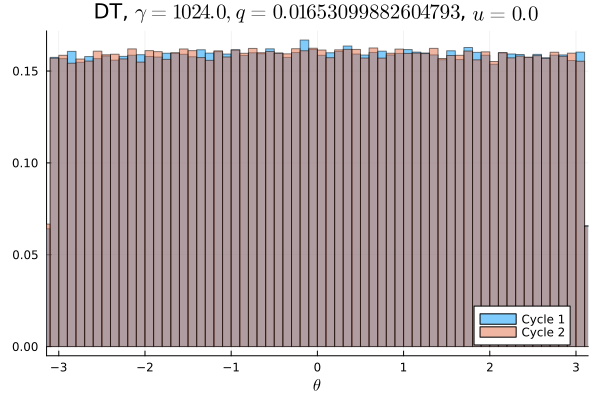 DT, γ = 1024.0, q = 0.01653099882604793, u = 0.0
0.15
0.10
0.05
0.00
Cycle 1
Cycle 2
−3 −2 −1 0 1 2 3
θ